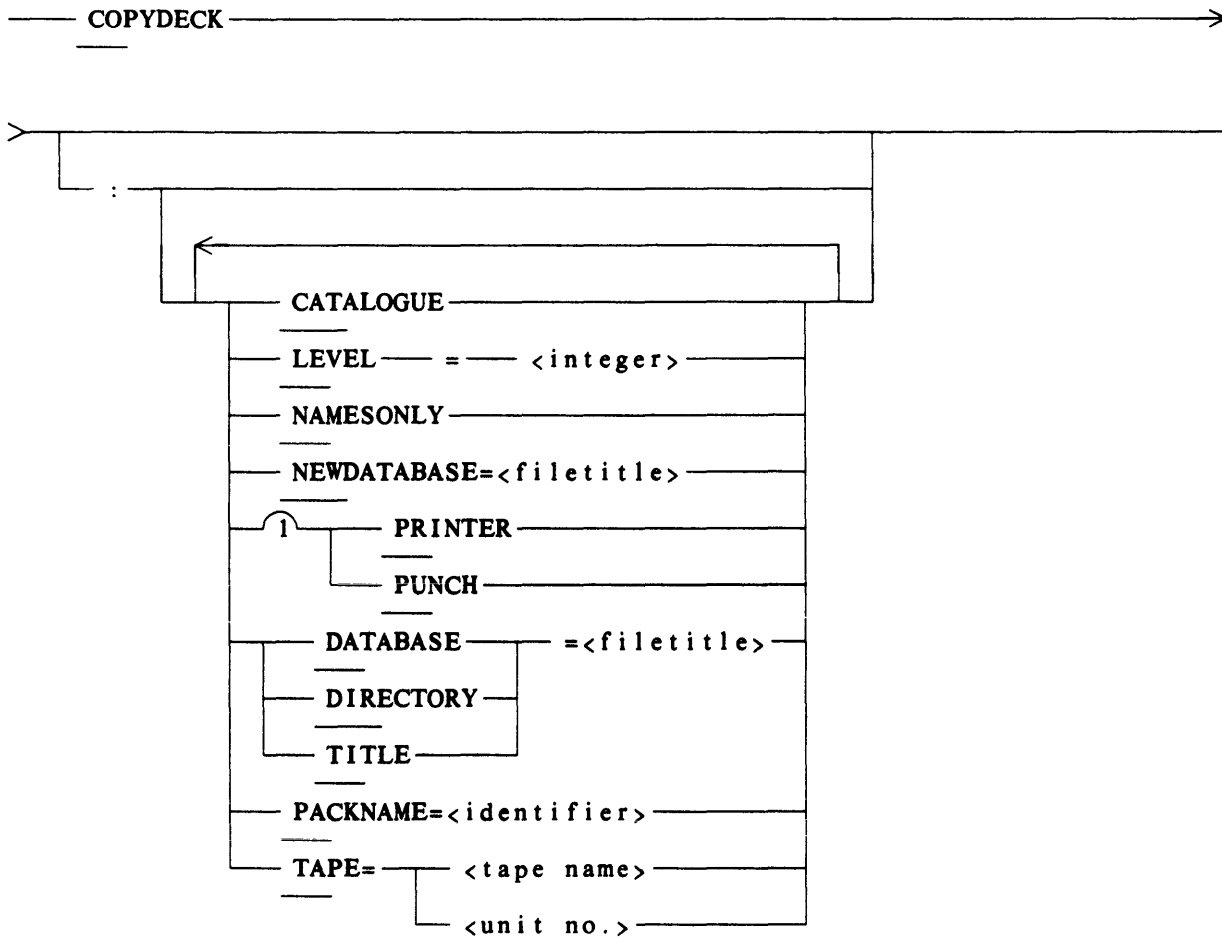 COPYDECK
:
CATALOGUE
LEVEL = <integer>
NAMESONLY
NEWDATABASE=<filetitle>
1 PRINTER
PUNCH
DATABASE =<filetitle>
DIRECTORY
TITLE
PACKNAME=<identifier>
TAPE= <tape name>
<unit no.>